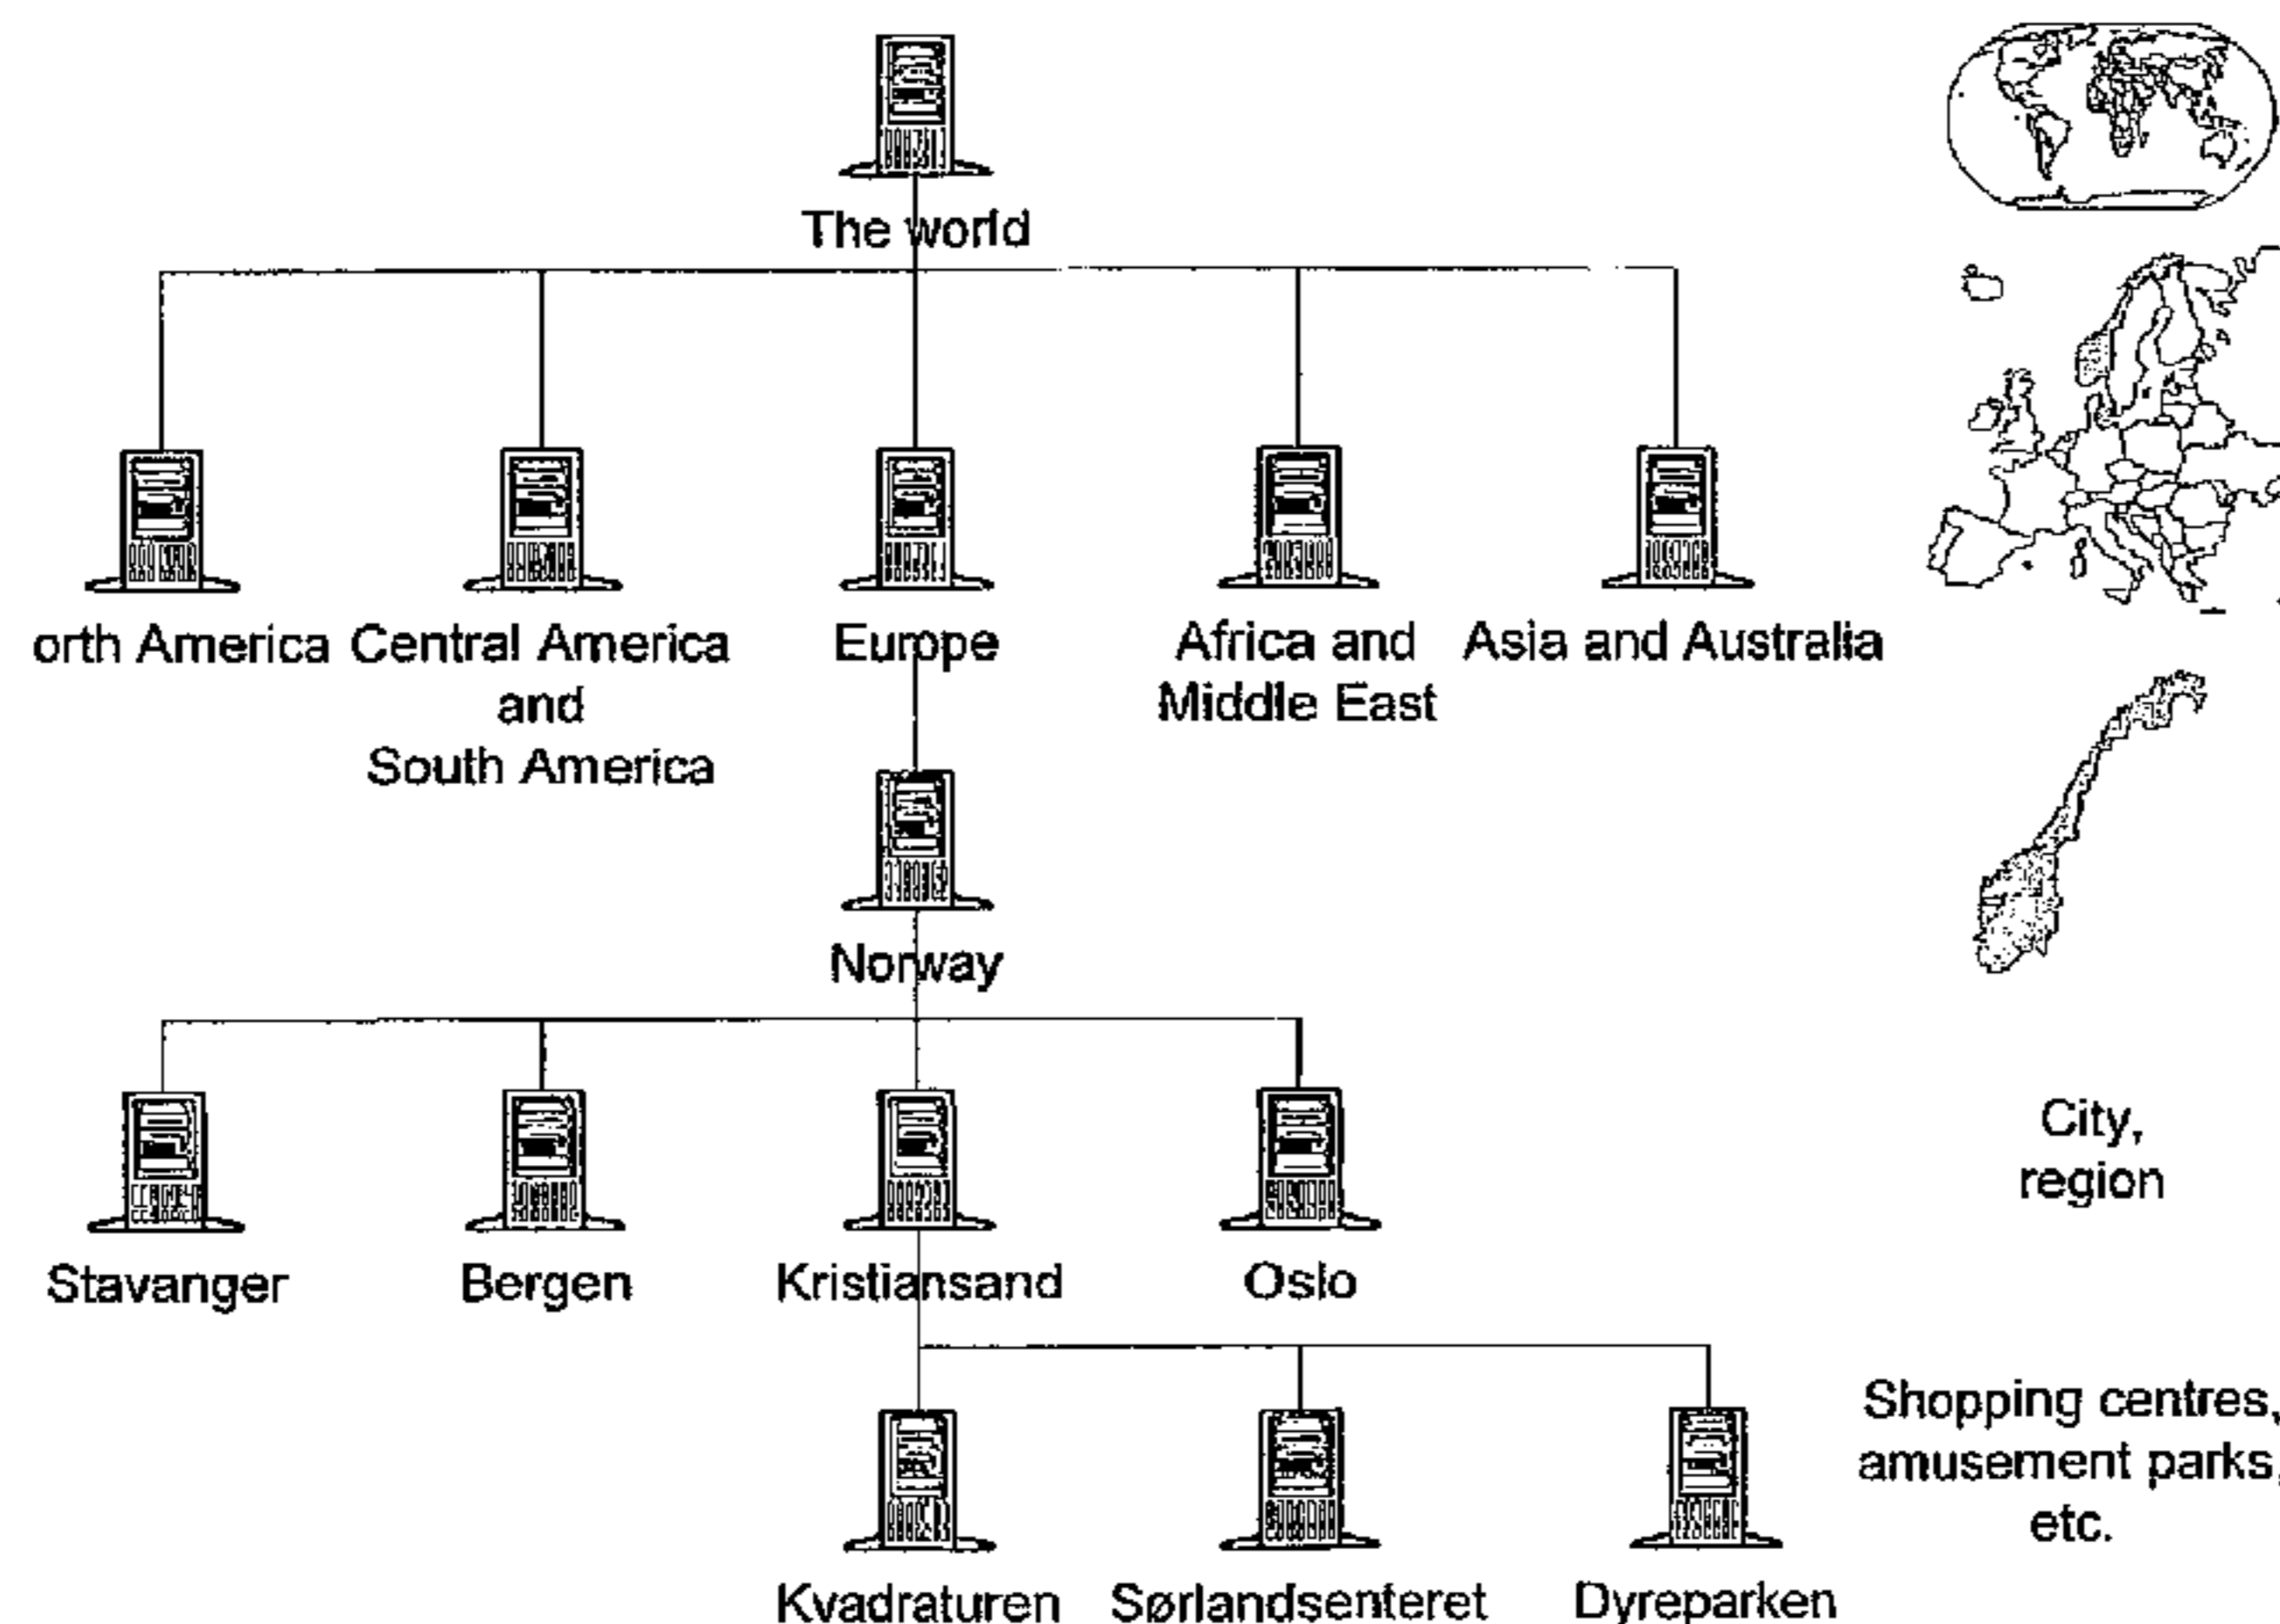 The world
orth America
Central America
and
South America
Europe
Africa and
Middle East
Asia and Australia
Norway
Stavanger
Bergen
Kristiansand
Oslo
City,
region
Kvadraturen
Sørlandsenteret
Dyreparken
Shopping centres,
amusement parks,
etc.